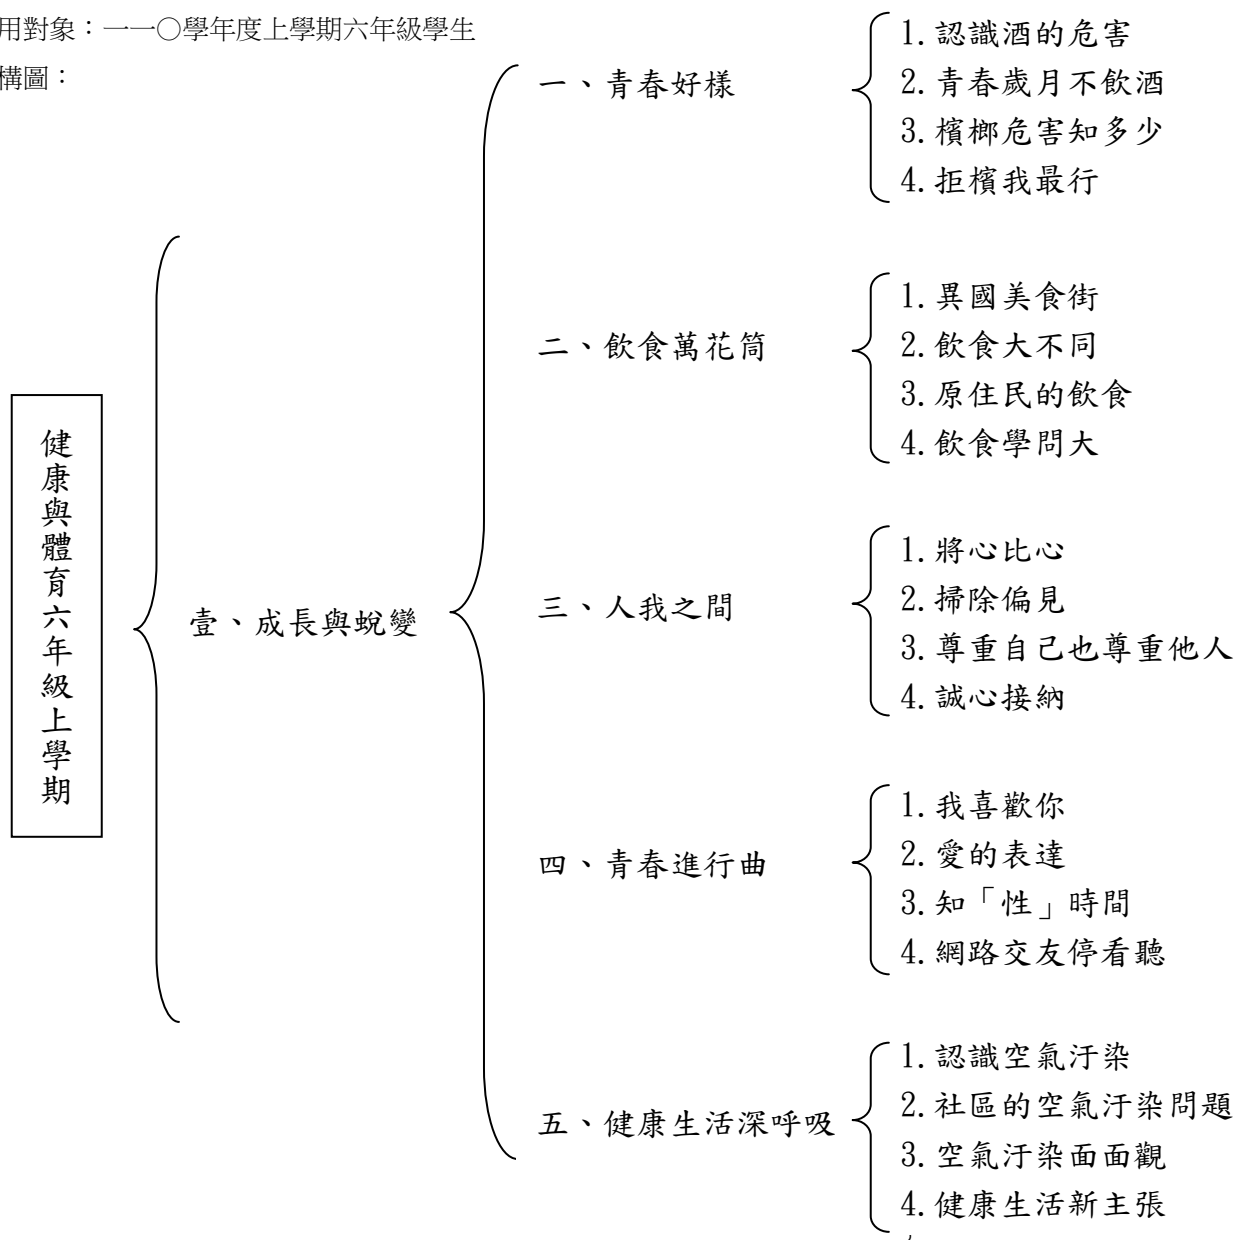 用對象：一一○學年度上學期六年級學生
構圖：
健康與體育六年級上學期
壹、成長與蛻變
一、青春好樣
1.認識酒的危害
2.青春歲月不飲酒
3.檳榔危害知多少
4.拒檳我最行
二、飲食萬花筒
1.異國美食街
2.飲食大不同
3.原住民的飲食
4.飲食學問大
三、人我之間
1.將心比心
2.掃除偏見
3.尊重自己也尊重他人
4.誠心接納
四、青春進行曲
1.我喜歡你
2.愛的表達
3.知「性」時間
4.網路交友停看聽
五、健康生活深呼吸
1.認識空氣汙染
2.社區的空氣汙染問題
3.空氣汙染面面觀
4.健康生活新主張